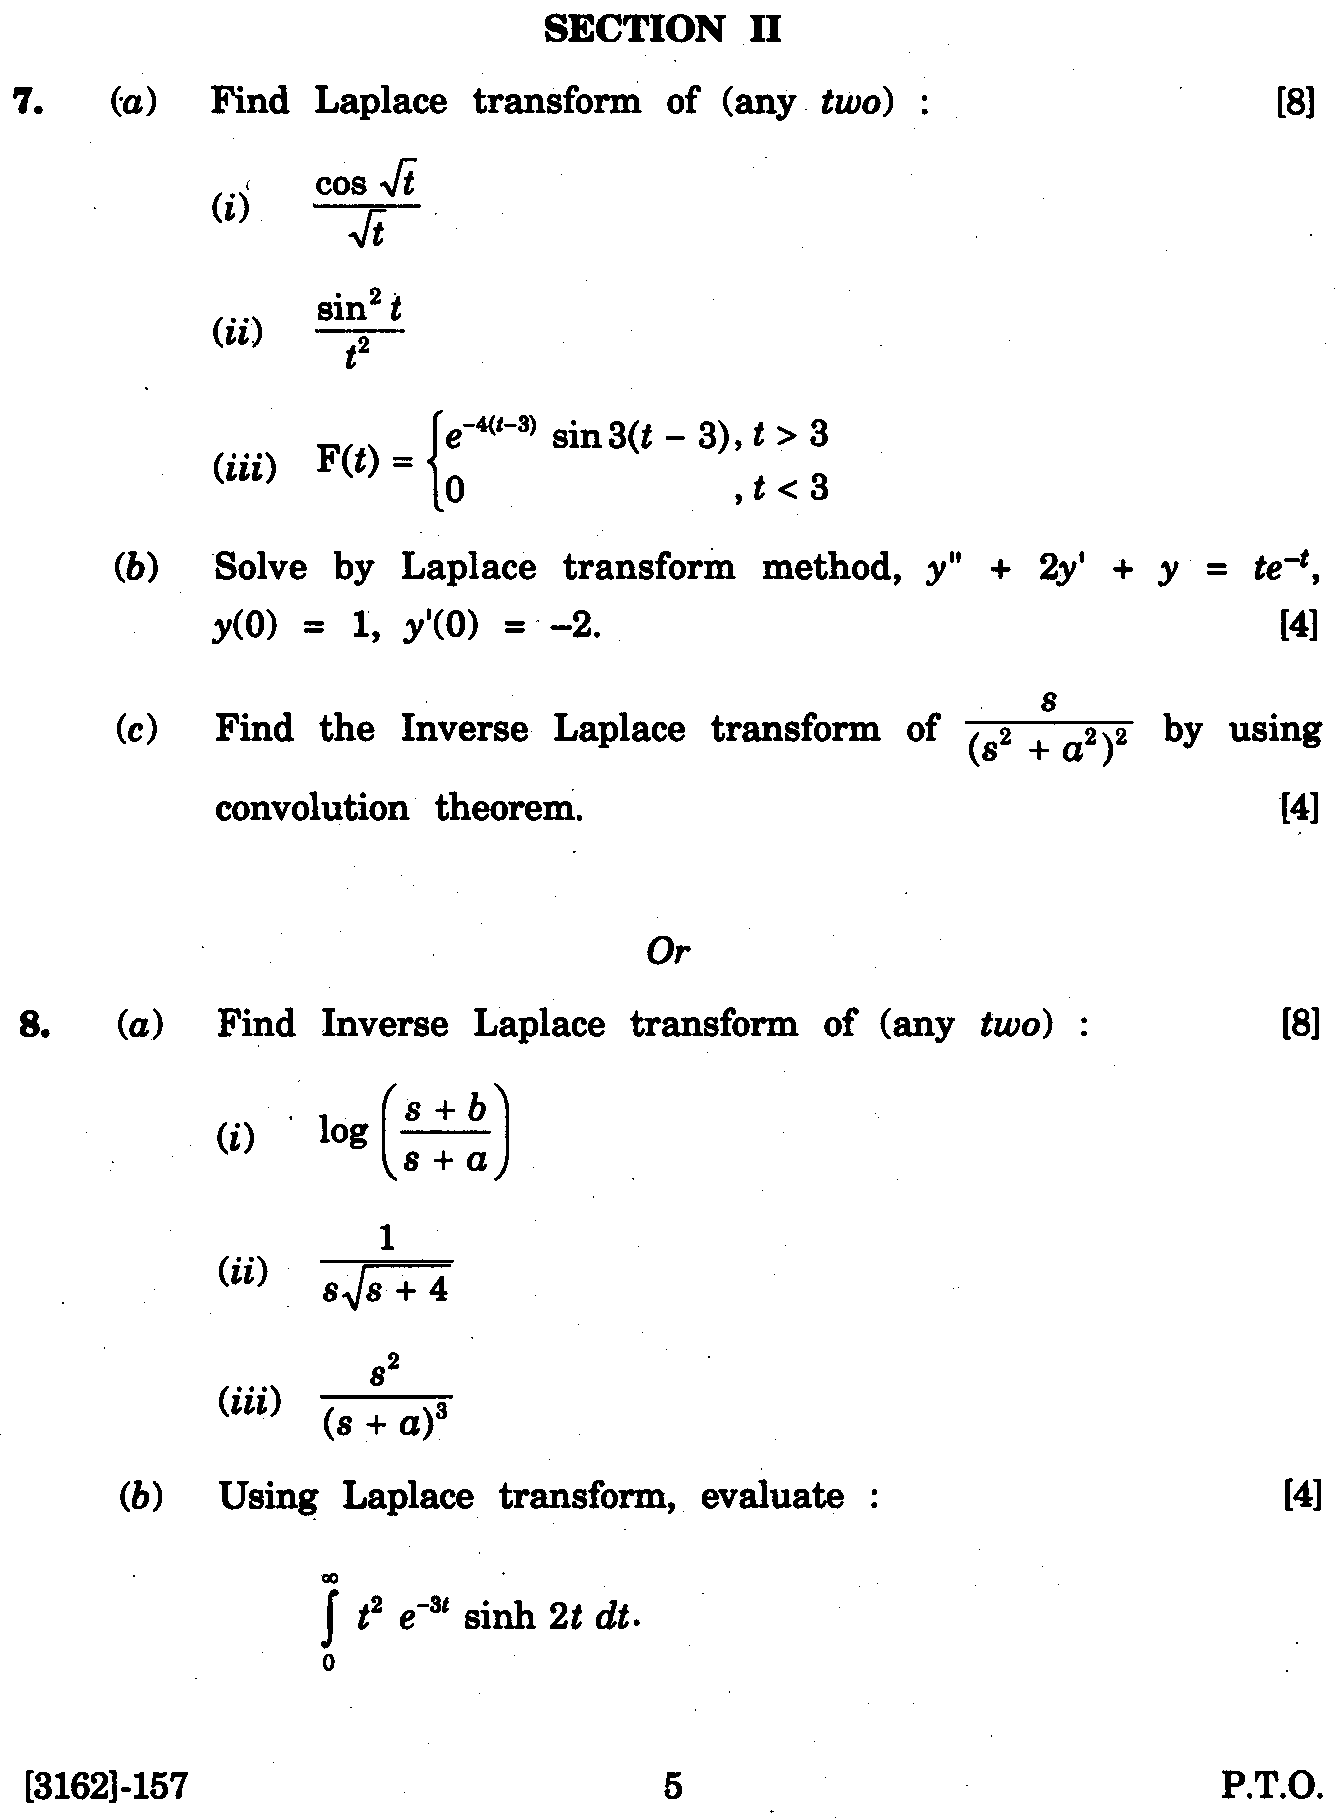 SECTION II
7. (a) Find Laplace transform of (any two) : [8]
(i) cos √t / √t
(ii) sin² t / t²
(iii) F(t) = { e^{-4(t-3)} sin 3(t – 3), t > 3
0 , t < 3
(b) Solve by Laplace transform method, y" + 2y' + y = te^{-t},
y(0) = 1, y'(0) = –2. [4]
(c) Find the Inverse Laplace transform of s / (s² + a²)² by using
convolution theorem. [4]
Or
8. (a) Find Inverse Laplace transform of (any two) : [8]
(i) log ( (s + b) / (s + a) )
(ii) 1 / s√(s + 4)
(iii) s² / (s + a)³
(b) Using Laplace transform, evaluate : [4]
∫₀^∞ t² e^{-3t} sinh 2t dt.
[3162]-157 5 P.T.O.